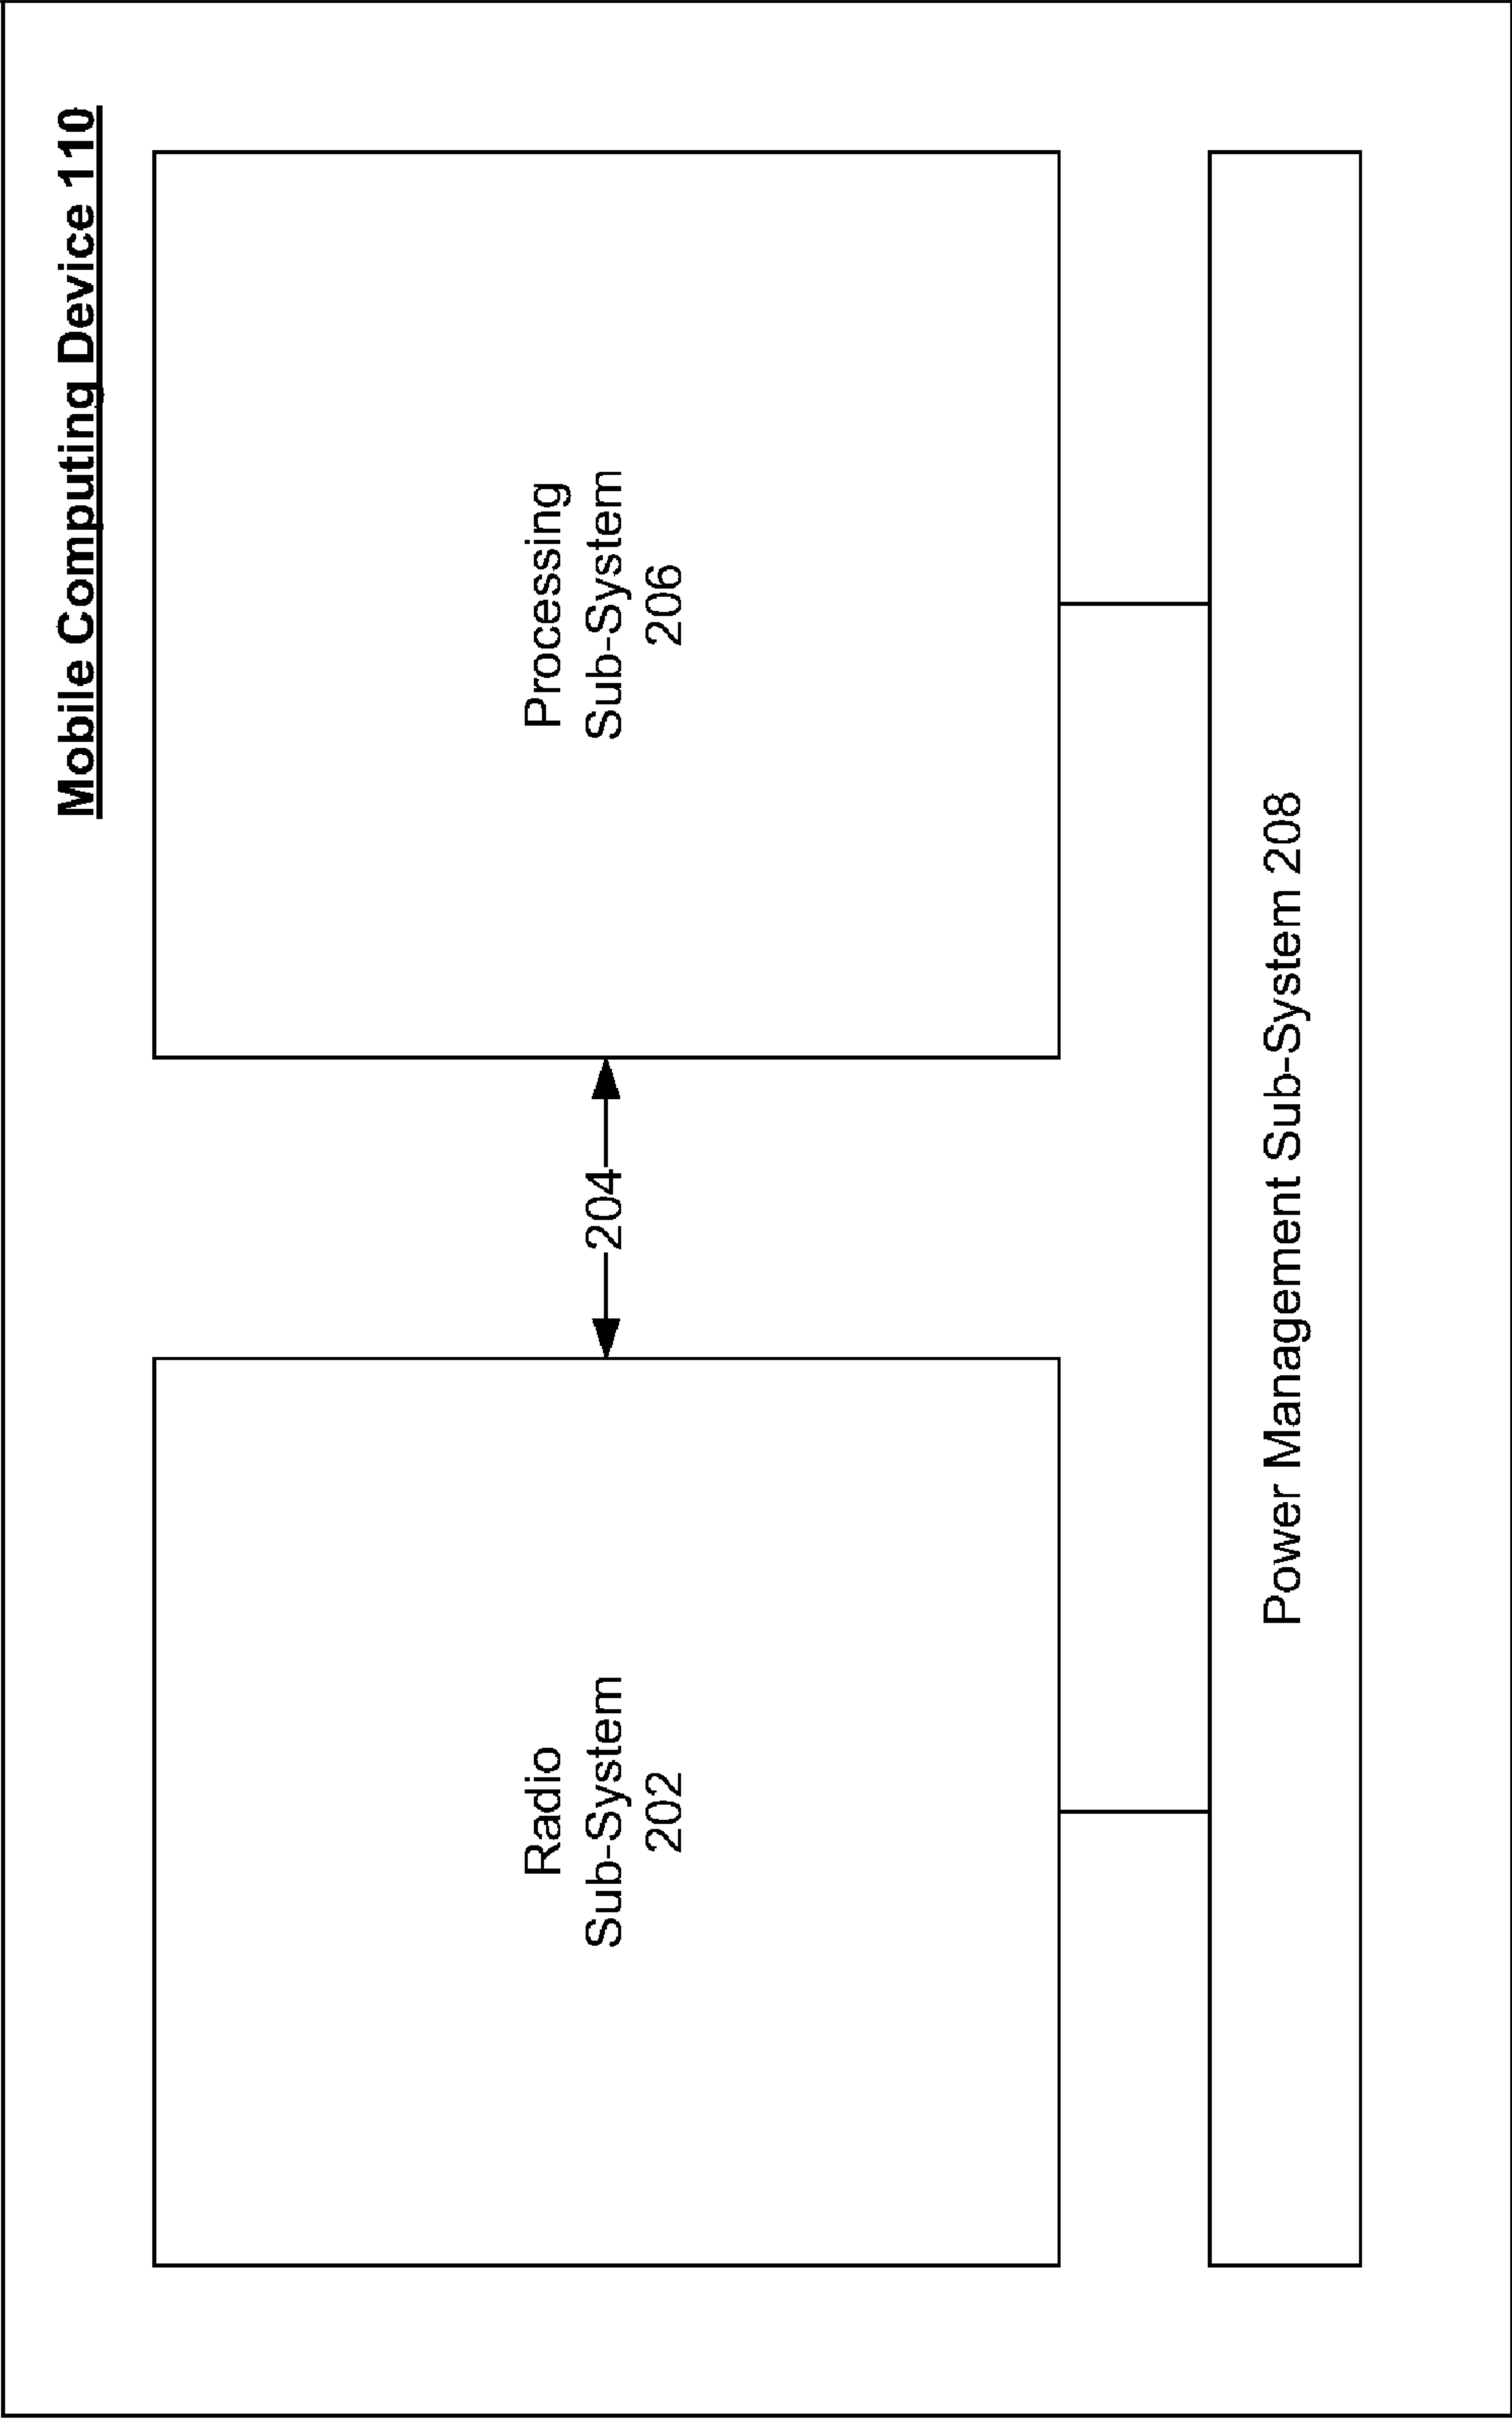 Mobile Computing Device 110
Radio
Sub-System
202
204
Processing
Sub-System
206
Power Management Sub-System 208